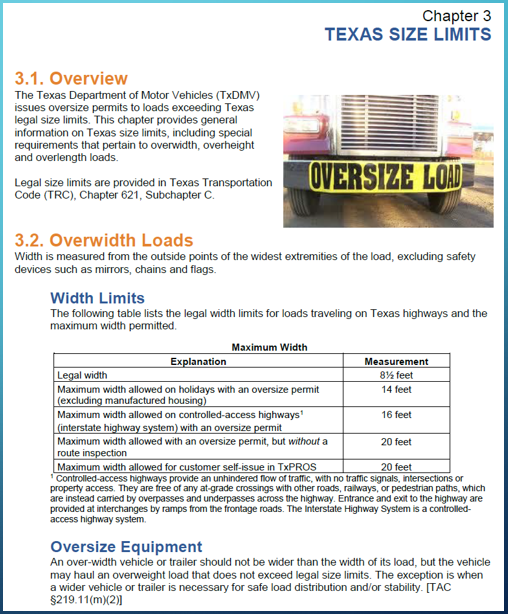 Chapter 3
TEXAS SIZE LIMITS
3.1. Overview
The Texas Department of Motor Vehicles (TxDMV)
issues oversize permits to loads exceeding Texas
legal size limits. This chapter provides general
information on Texas size limits, including special
requirements that pertain to overwidth, overheight
and overlength loads.
Legal size limits are provided in Texas Transportation
Code (TRC), Chapter 621, Subchapter C.
OVERSIZE LOAD
3.2. Overwidth Loads
Width is measured from the outside points of the widest extremities of the load, excluding safety
devices such as mirrors, chains and flags.
Width Limits
The following table lists the legal width limits for loads traveling on Texas highways and the
maximum width permitted.
Maximum Width
Explanation Measurement
Legal width 8½ feet
Maximum width allowed on holidays with an oversize permit 14 feet
(excluding manufactured housing)
Maximum width allowed on controlled-access highways¹ 16 feet
(interstate highway system) with an oversize permit
Maximum width allowed with an oversize permit, but without a 20 feet
route inspection
Maximum width allowed for customer self-issue in TxPROS 20 feet
¹ Controlled-access highways provide an unhindered flow of traffic, with no traffic signals, intersections or
property access. They are free of any at-grade crossings with other roads, railways, or pedestrian paths, which
are instead carried by overpasses and underpasses across the highway. Entrance and exit to the highway are
provided at interchanges by ramps from the frontage roads. The Interstate Highway System is a controlled-
access highway system.
Oversize Equipment
An over-width vehicle or trailer should not be wider than the width of its load, but the vehicle
may haul an overweight load that does not exceed legal size limits. The exception is when
a wider vehicle or trailer is necessary for safe load distribution and/or stability. [TAC
§219.11(m)(2)]